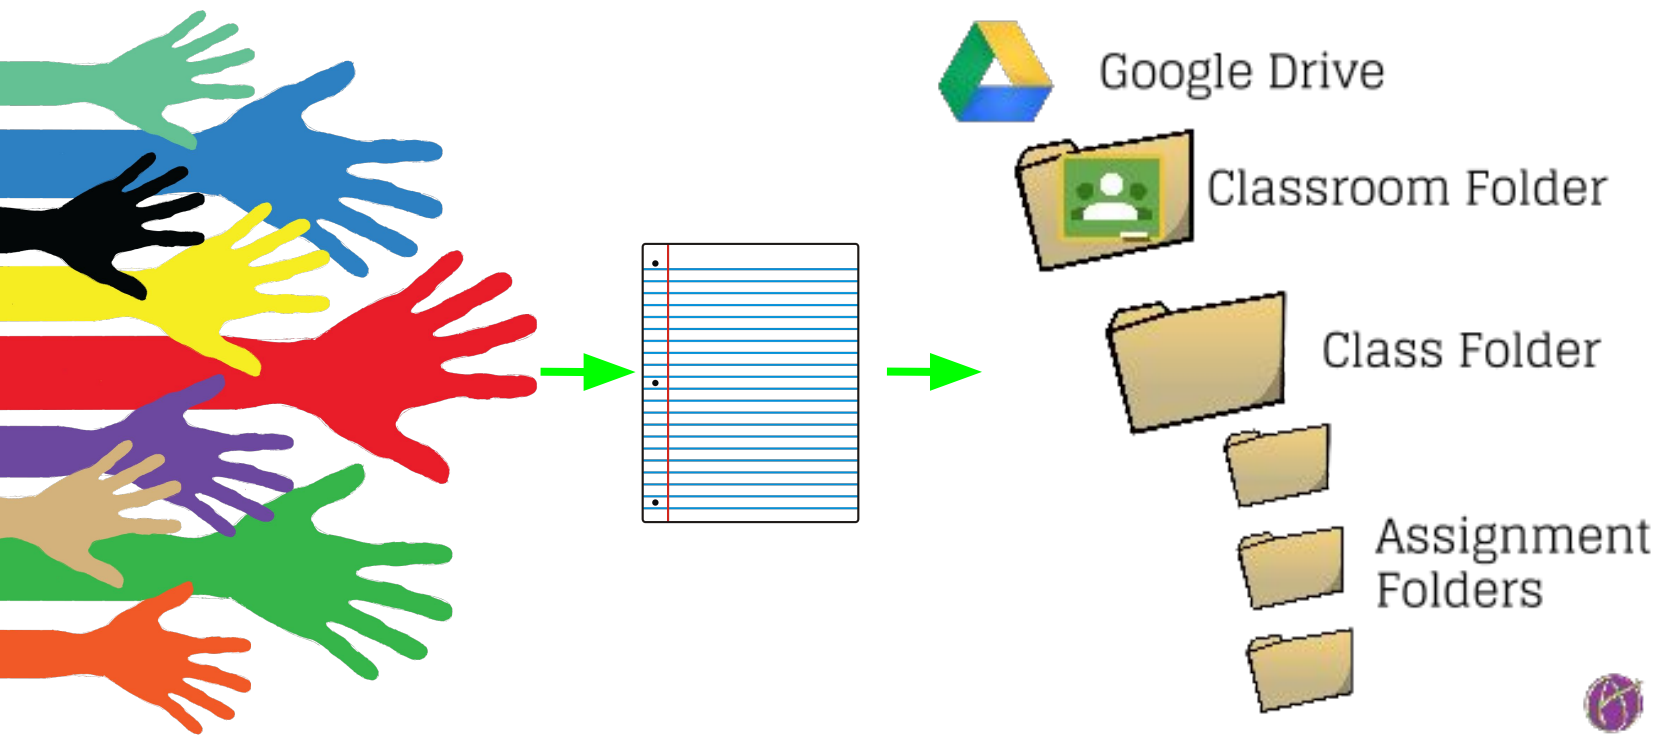 Google Drive
Classroom Folder
Class Folder
Assignment
Folders